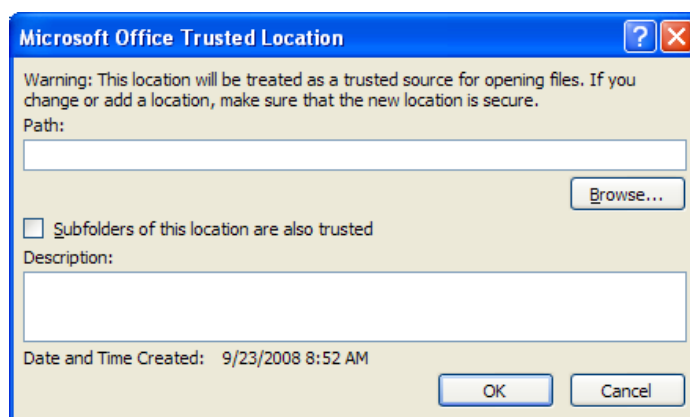 Microsoft Office Trusted Location
Warning: This location will be treated as a trusted source for opening files. If you
change or add a location, make sure that the new location is secure.
Path:
Browse...
Subfolders of this location are also trusted
Description:
Date and Time Created: 9/23/2008 8:52 AM
OK Cancel